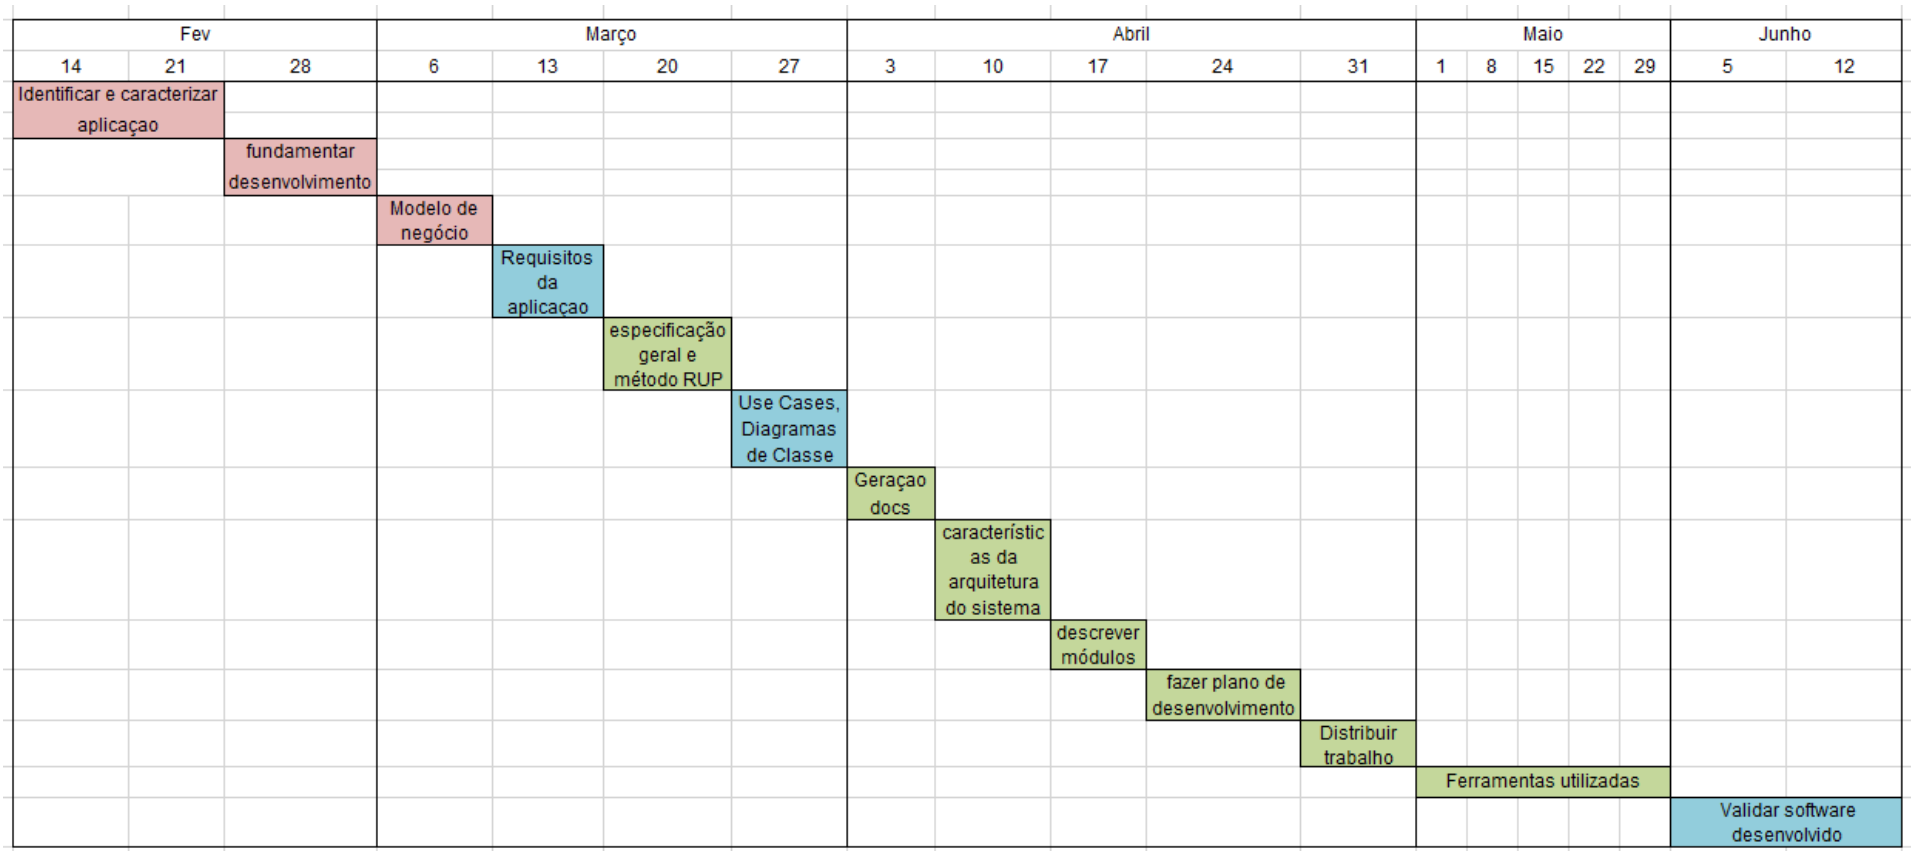 Fev Março Abril Maio Junho
14 21 28 6 13 20 27 3 10 17 24 31 1 8 15 22 29 5 12
Identificar e caracterizar
aplicaçao
fundamentar
desenvolvimento
Modelo de
negócio
Requisitos
da
aplicaçao
especificação
geral e
método RUP
Use Cases,
Diagramas
de Classe
Geraçao
docs
característic
as da
arquitetura
do sistema
descrever
módulos
fazer plano de
desenvolvimento
Distribuir
trabalho
Ferramentas utilizadas
Validar software
desenvolvido